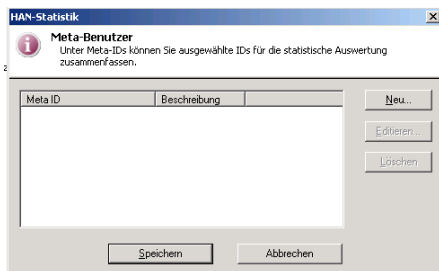 HAN-Statistik
Meta-Benutzer
Unter Meta-IDs können Sie ausgewählte IDs für die statistische Auswertung
zusammenfassen.
Meta ID Beschreibung
Neu...
Editieren...
Löschen
Speichern Abbrechen